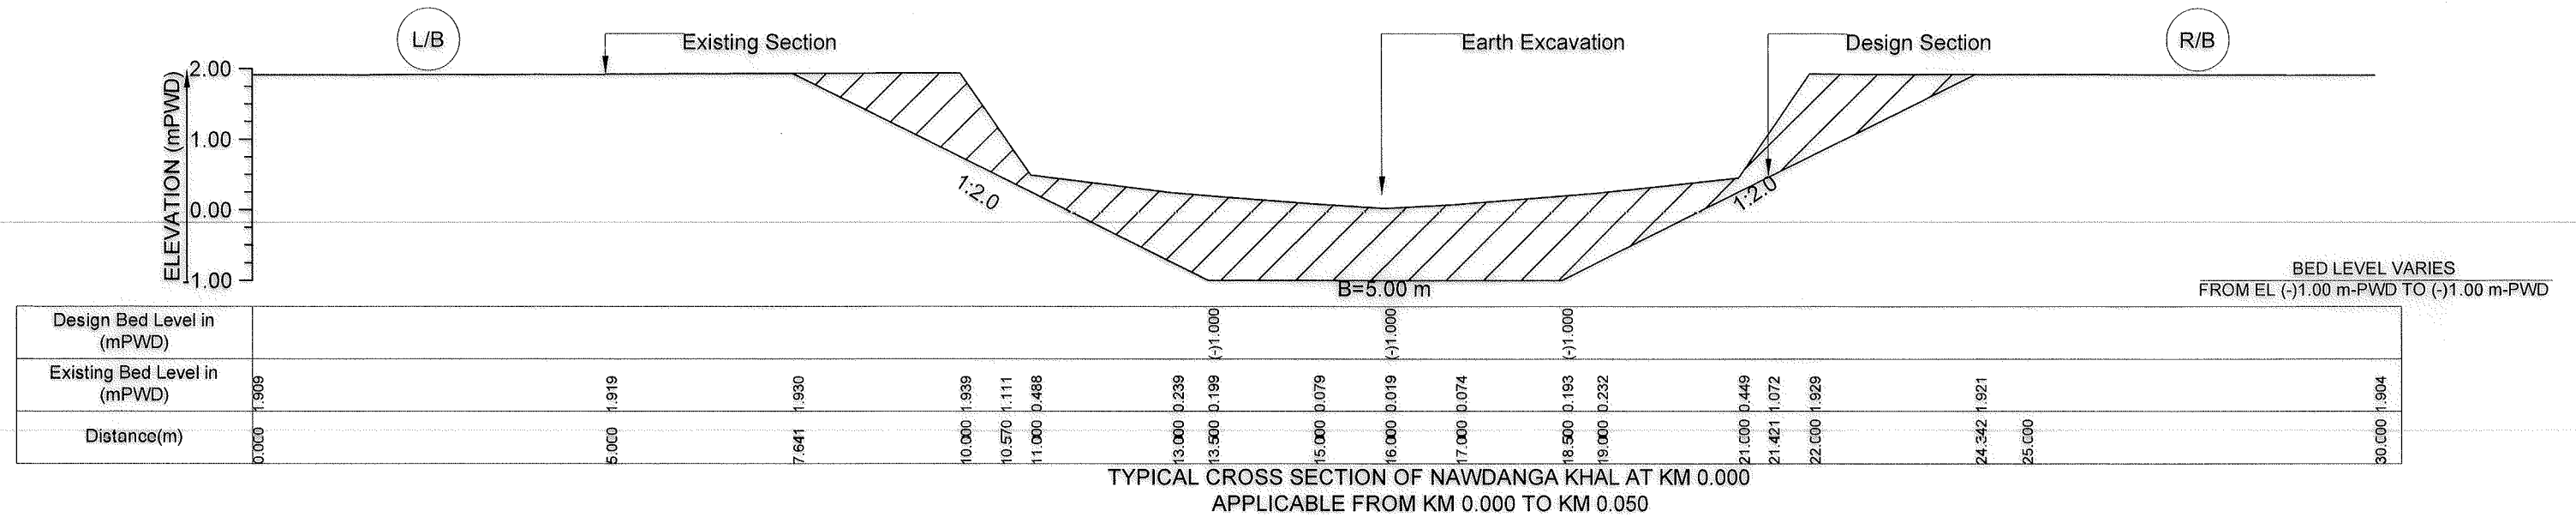 L/B
Existing Section
Earth Excavation
Design Section
R/B
ELEVATION (mPWD)
2.00
1.00
0.00
-1.00
1:2.0
1:2.0
B=5.00 m
BED LEVEL VARIES
FROM EL (-)1.00 m-PWD TO (-)1.00 m-PWD
Design Bed Level in
(mPWD)
(-)1.000 (-)1.000 (-)1.000
Existing Bed Level in
(mPWD)
1.909 1.919 1.930 1.939 1.111 0.488 0.239 0.199 0.079 0.019 0.074 0.193 0.232 0.449 1.072 1.929 1.921 1.904
Distance(m)
0.000 5.000 7.641 10.000 10.570 11.000 13.000 13.500 15.000 16.000 17.000 18.500 19.000 21.000 21.421 22.000 24.342 25.000 30.000
TYPICAL CROSS SECTION OF NAWDANGA KHAL AT KM 0.000
APPLICABLE FROM KM 0.000 TO KM 0.050